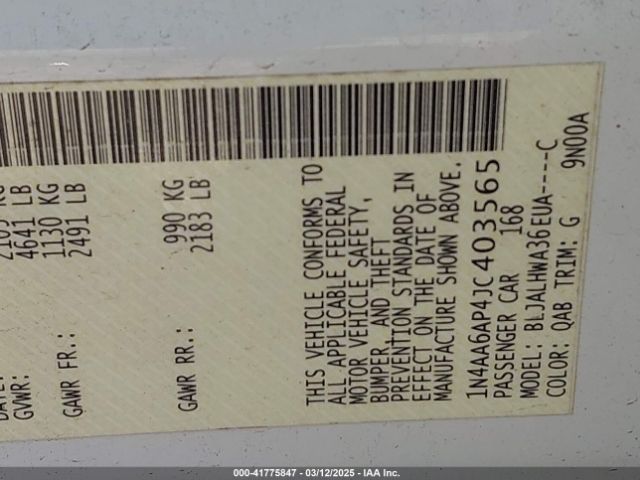 GVWR: 4641 LB
1130 KG
GAWR FR.: 2491 LB
990 KG
GAWR RR.: 2183 LB
THIS VEHICLE CONFORMS TO
ALL APPLICABLE FEDERAL
MOTOR VEHICLE SAFETY,
BUMPER, AND THEFT
PREVENTION STANDARDS IN
EFFECT ON THE DATE OF
MANUFACTURE SHOWN ABOVE.
1N4AA6AP4JC403565
PASSENGER CAR 168
MODEL: BLJALHWA36EUA----C
COLOR: QAB TRIM: G 9N00A
000-41775847 - 03/12/2025 - IAA Inc.